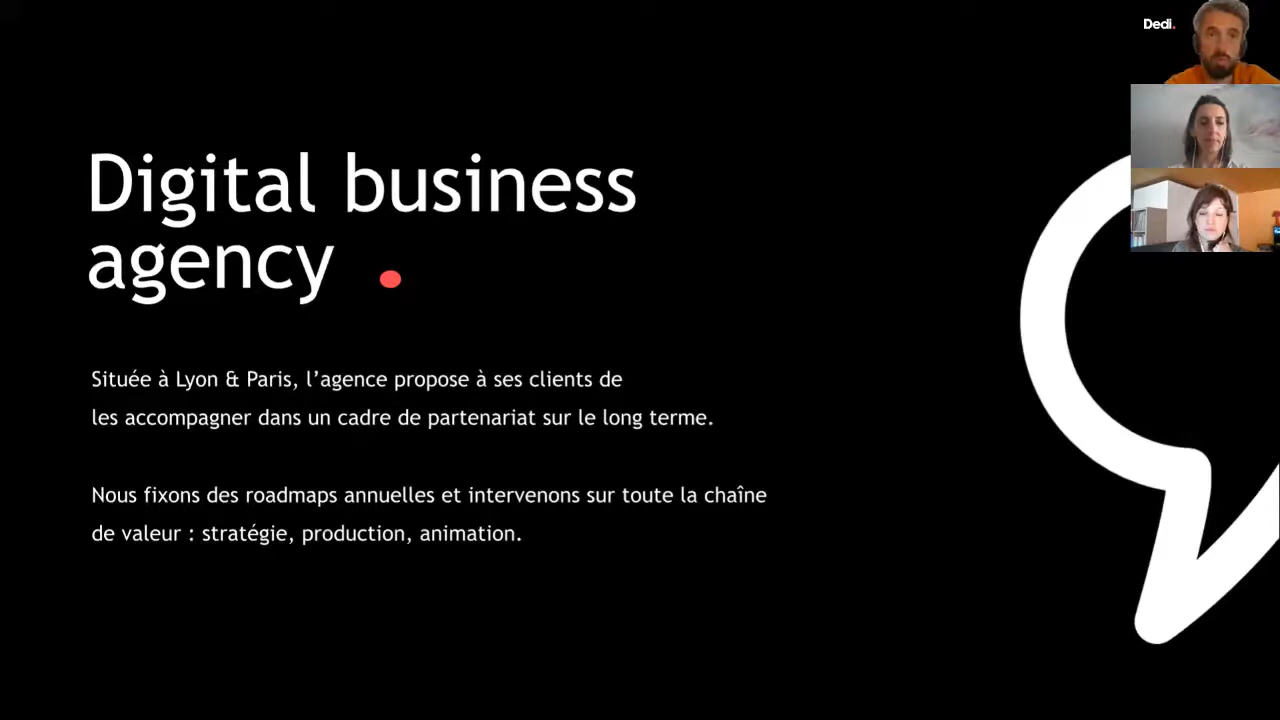 Dedi.
Digital business
agency .
Située à Lyon & Paris, l’agence propose à ses clients de
les accompagner dans un cadre de partenariat sur le long terme.
Nous fixons des roadmaps annuelles et intervenons sur toute la chaîne
de valeur : stratégie, production, animation.